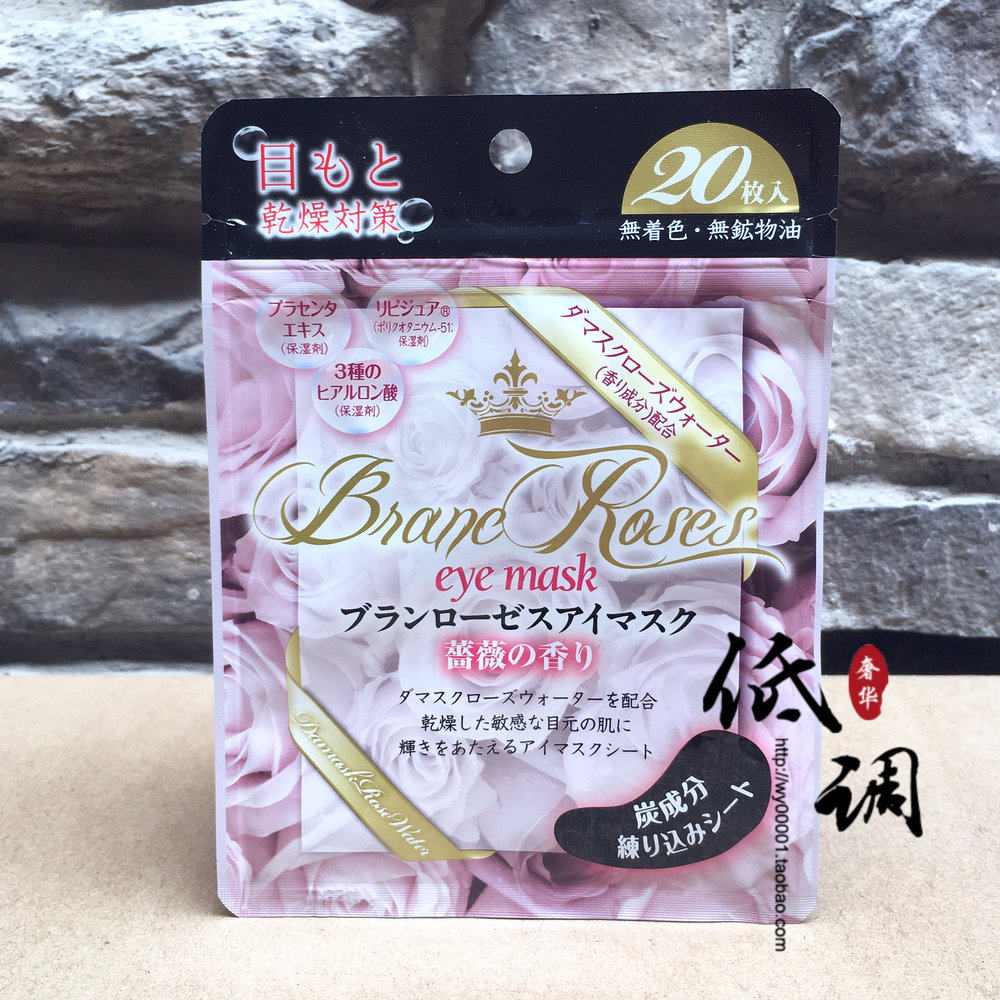 目もと
乾燥対策
20枚入
無着色・無鉱物油
プラセンタ
エキス
(保湿剤)
リピジュア®
(ポリクオタニウム-51:
保湿剤)
3種の
ヒアルロン酸
(保湿剤)
ダマスクローズウォーター
(香り成分)配合
Branc Roses
eye mask
ブランローゼスアイマスク
薔薇の香り
ダマスクローズウォーターを配合
乾燥した敏感な目元の肌に
輝きをあたえるアイマスクシート
Damask Rose Water
炭成分
練り込みシート
低调
奢华
http://wy00001.taobao.com